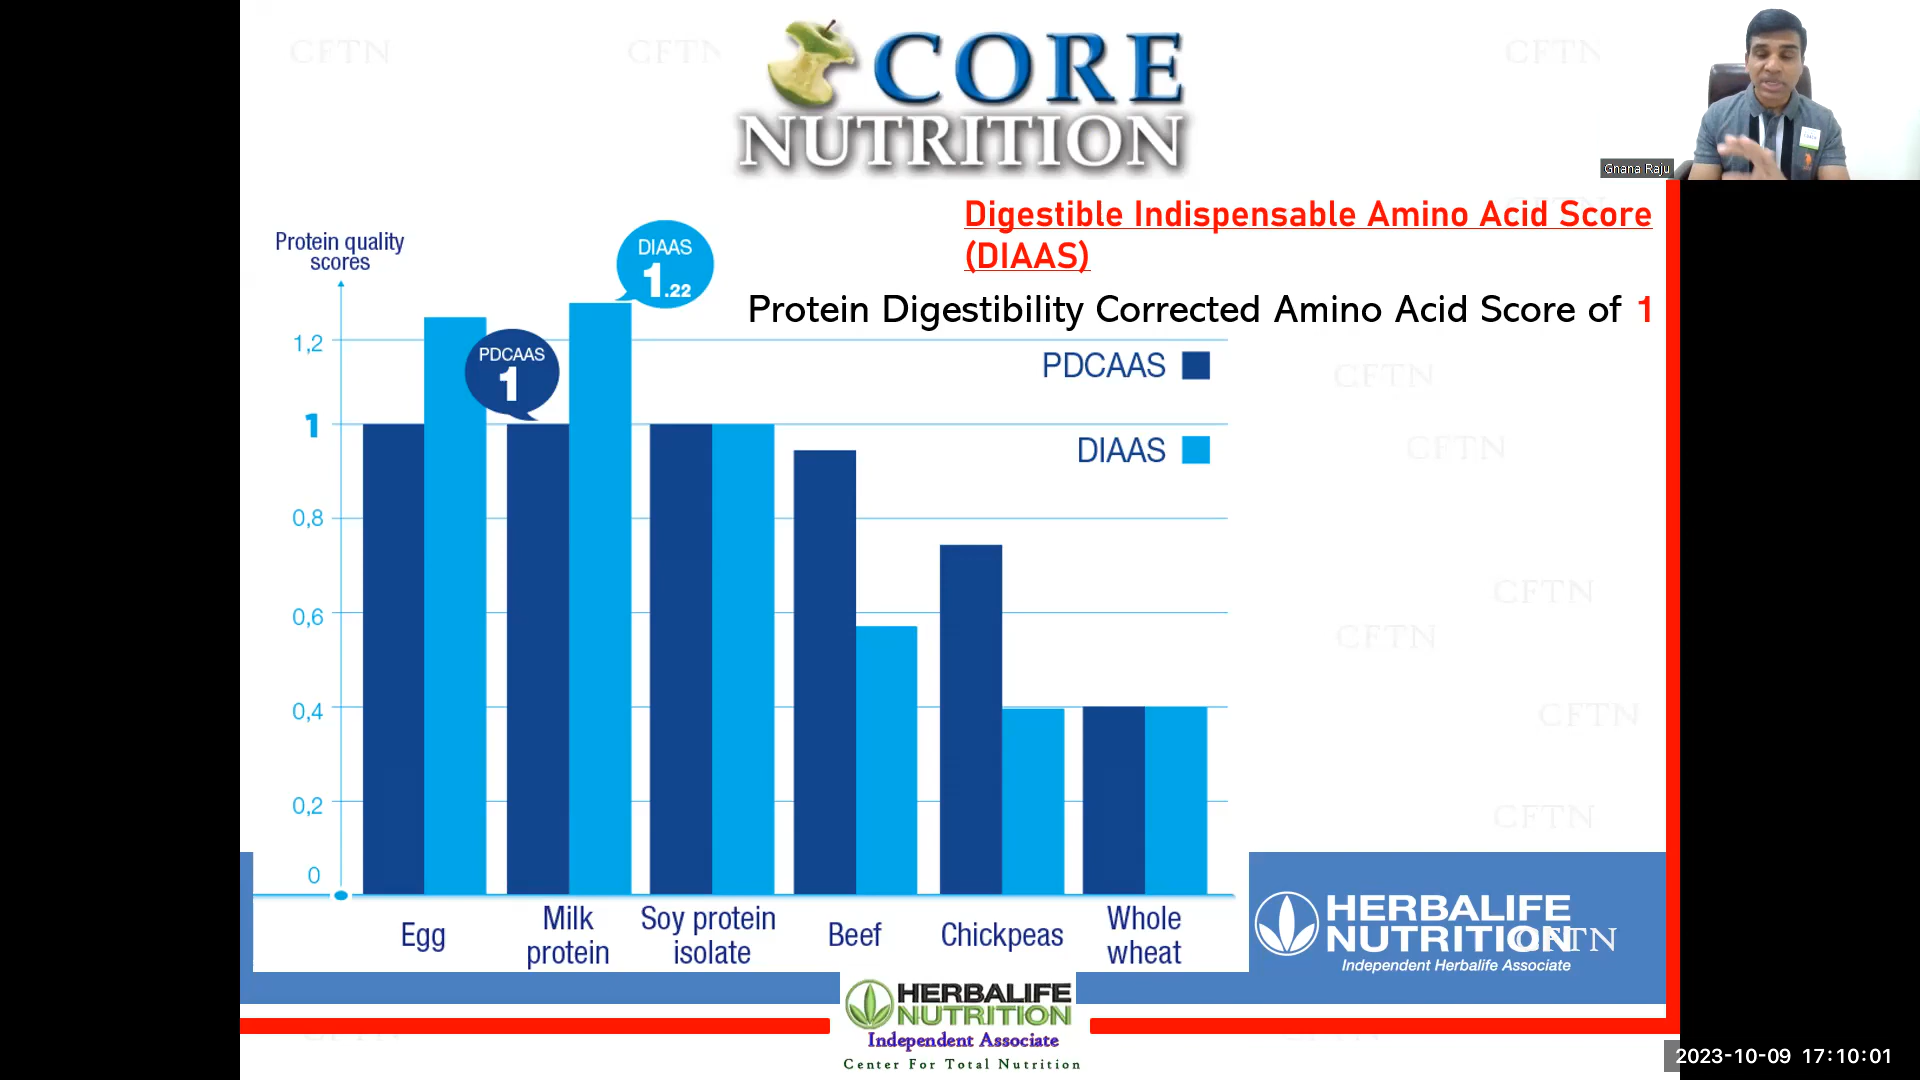 CFTN
CFTN
CFTN
CORE
NUTRITION
Gnana Raju
Digestible Indispensable Amino Acid Score
(DIAAS)
Protein Digestibility Corrected Amino Acid Score of 1
Protein quality
scores
DIAAS
1.22
PDCAAS
1
PDCAAS
DIAAS
1,2
1
0,8
0,6
0,4
0,2
0
CFTN
CFTN
CFTN
CFTN
CFTN
CFTN
Egg
Milk
protein
Soy protein
isolate
Beef
Chickpeas
Whole
wheat
HERBALIFE
NUTRITION
CFTN
Independent Herbalife Associate
HERBALIFE
NUTRITION
Independent Associate
Center For Total Nutrition
2023-10-09 17:10:01